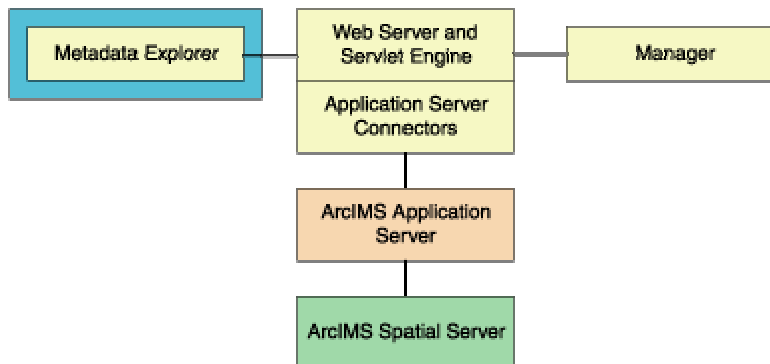 Metadata Explorer
Web Server and
Servlet Engine
Manager
Application Server
Connectors
ArcIMS Application
Server
ArcIMS Spatial Server